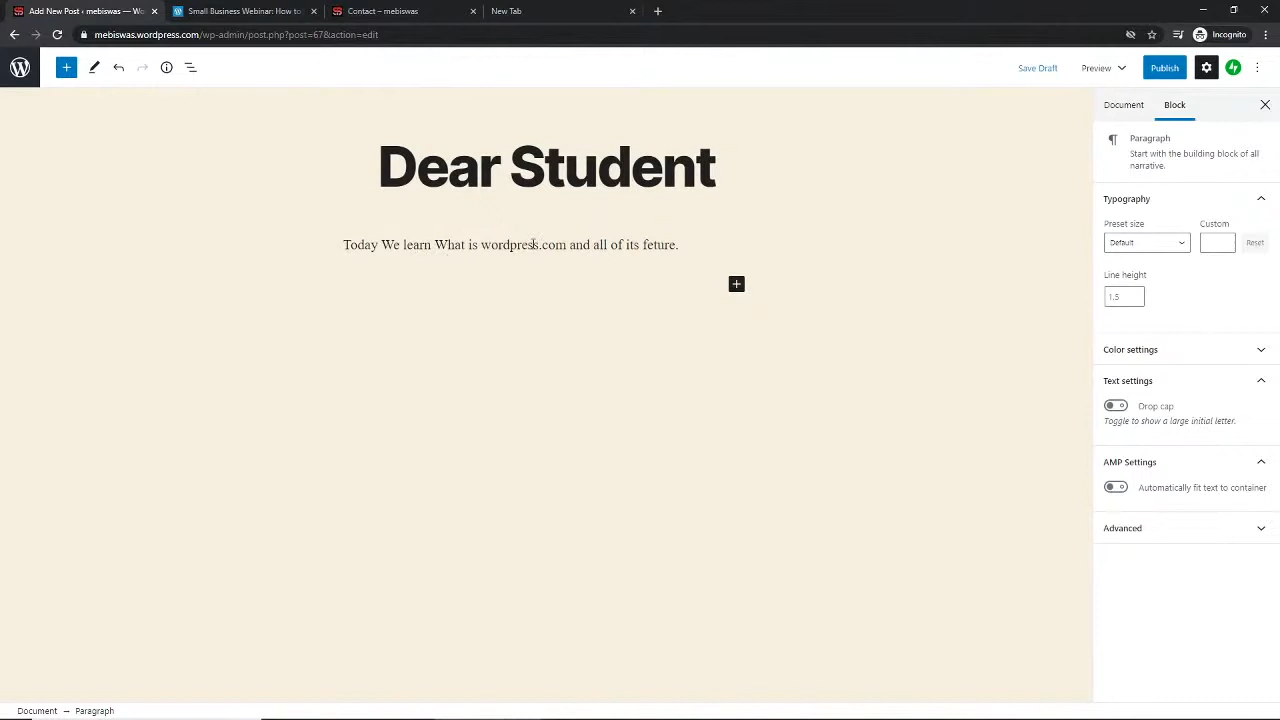 Add New Post ‹ mebiswas — Wo
Small Business Webinar: How to
Contact – mebiswas
New Tab
mebiswas.wordpress.com/wp-admin/post.php?post=67&action=edit
Incognito
Save Draft
Preview
Publish
Document
Block
Dear Student
Paragraph
Start with the building block of all
narrative.
Typography
Preset size
Custom
Default
Reset
Today We learn What is wordpress.com and all of its feture.
Line height
1.5
Color settings
Text settings
Drop cap
Toggle to show a large initial letter.
AMP Settings
Automatically fit text to container
Advanced
Document → Paragraph